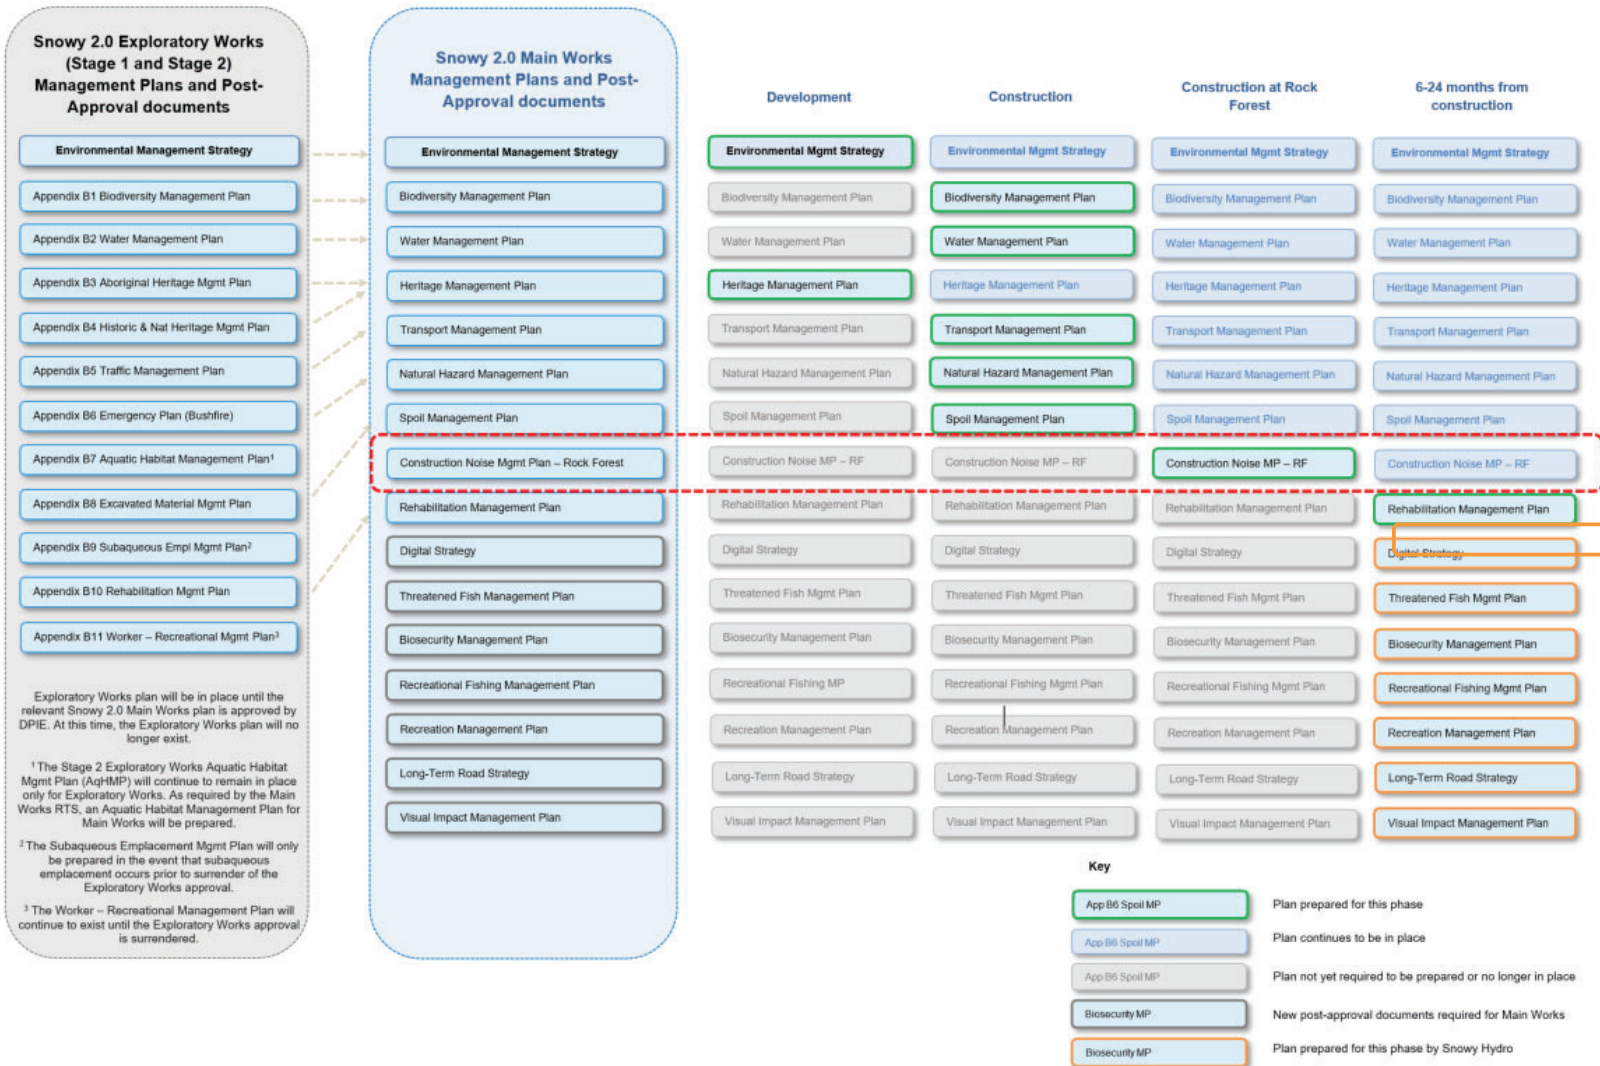 Snowy 2.0 Exploratory Works
(Stage 1 and Stage 2)
Management Plans and Post-
Approval documents
Environmental Management Strategy
Appendix B1 Biodiversity Management Plan
Appendix B2 Water Management Plan
Appendix B3 Aboriginal Heritage Mgmt Plan
Appendix B4 Historic & Nat Heritage Mgmt Plan
Appendix B5 Traffic Management Plan
Appendix B6 Emergency Plan (Bushfire)
Appendix B7 Aquatic Habitat Management Plan¹
Appendix B8 Excavated Material Mgmt Plan
Appendix B9 Subaqueous Empl Mgmt Plan²
Appendix B10 Rehabilitation Mgmt Plan
Appendix B11 Worker – Recreational Mgmt Plan³
Exploratory Works plan will be in place until the
relevant Snowy 2.0 Main Works plan is approved by
DPIE. At this time, the Exploratory Works plan will no
longer exist.
¹ The Stage 2 Exploratory Works Aquatic Habitat
Mgmt Plan (AqHMP) will continue to remain in place
only for Exploratory Works. As required by the Main
Works RTS, an Aquatic Habitat Management Plan for
Main Works will be prepared.
² The Subaqueous Emplacement Mgmt Plan will only
be prepared in the event that subaqueous
emplacement occurs prior to surrender of the
Exploratory Works approval.
³ The Worker – Recreational Management Plan will
continue to exist until the Exploratory Works approval
is surrendered.
Snowy 2.0 Main Works
Management Plans and Post-
Approval documents
Environmental Management Strategy
Biodiversity Management Plan
Water Management Plan
Heritage Management Plan
Transport Management Plan
Natural Hazard Management Plan
Spoil Management Plan
Construction Noise Mgmt Plan – Rock Forest
Rehabilitation Management Plan
Digital Strategy
Threatened Fish Management Plan
Biosecurity Management Plan
Recreational Fishing Management Plan
Recreation Management Plan
Long-Term Road Strategy
Visual Impact Management Plan
Development
Environmental Mgmt Strategy
Biodiversity Management Plan
Water Management Plan
Heritage Management Plan
Transport Management Plan
Natural Hazard Management Plan
Spoil Management Plan
Construction Noise MP – RF
Rehabilitation Management Plan
Digital Strategy
Threatened Fish Mgmt Plan
Biosecurity Management Plan
Recreational Fishing MP
Recreation Management Plan
Long-Term Road Strategy
Visual Impact Management Plan
Construction
Environmental Mgmt Strategy
Biodiversity Management Plan
Water Management Plan
Heritage Management Plan
Transport Management Plan
Natural Hazard Management Plan
Spoil Management Plan
Construction Noise MP – RF
Rehabilitation Management Plan
Digital Strategy
Threatened Fish Mgmt Plan
Biosecurity Management Plan
Recreational Fishing Mgmt Plan
Recreation Management Plan
Long-Term Road Strategy
Visual Impact Management Plan
Construction at Rock
Forest
Environmental Mgmt Strategy
Biodiversity Management Plan
Water Management Plan
Heritage Management Plan
Transport Management Plan
Natural Hazard Management Plan
Spoil Management Plan
Construction Noise MP – RF
Rehabilitation Management Plan
Digital Strategy
Threatened Fish Mgmt Plan
Biosecurity Management Plan
Recreational Fishing Mgmt Plan
Recreation Management Plan
Long-Term Road Strategy
Visual Impact Management Plan
6-24 months from
construction
Environmental Mgmt Strategy
Biodiversity Management Plan
Water Management Plan
Heritage Management Plan
Transport Management Plan
Natural Hazard Management Plan
Spoil Management Plan
Construction Noise MP – RF
Rehabilitation Management Plan
Digital Strategy
Threatened Fish Mgmt Plan
Biosecurity Management Plan
Recreational Fishing Mgmt Plan
Recreation Management Plan
Long-Term Road Strategy
Visual Impact Management Plan
Key
App B6 Spoil MP
Plan prepared for this phase
App B6 Spoil MP
Plan continues to be in place
App B6 Spoil MP
Plan not yet required to be prepared or no longer in place
Biosecurity MP
New post-approval documents required for Main Works
Biosecurity MP
Plan prepared for this phase by Snowy Hydro